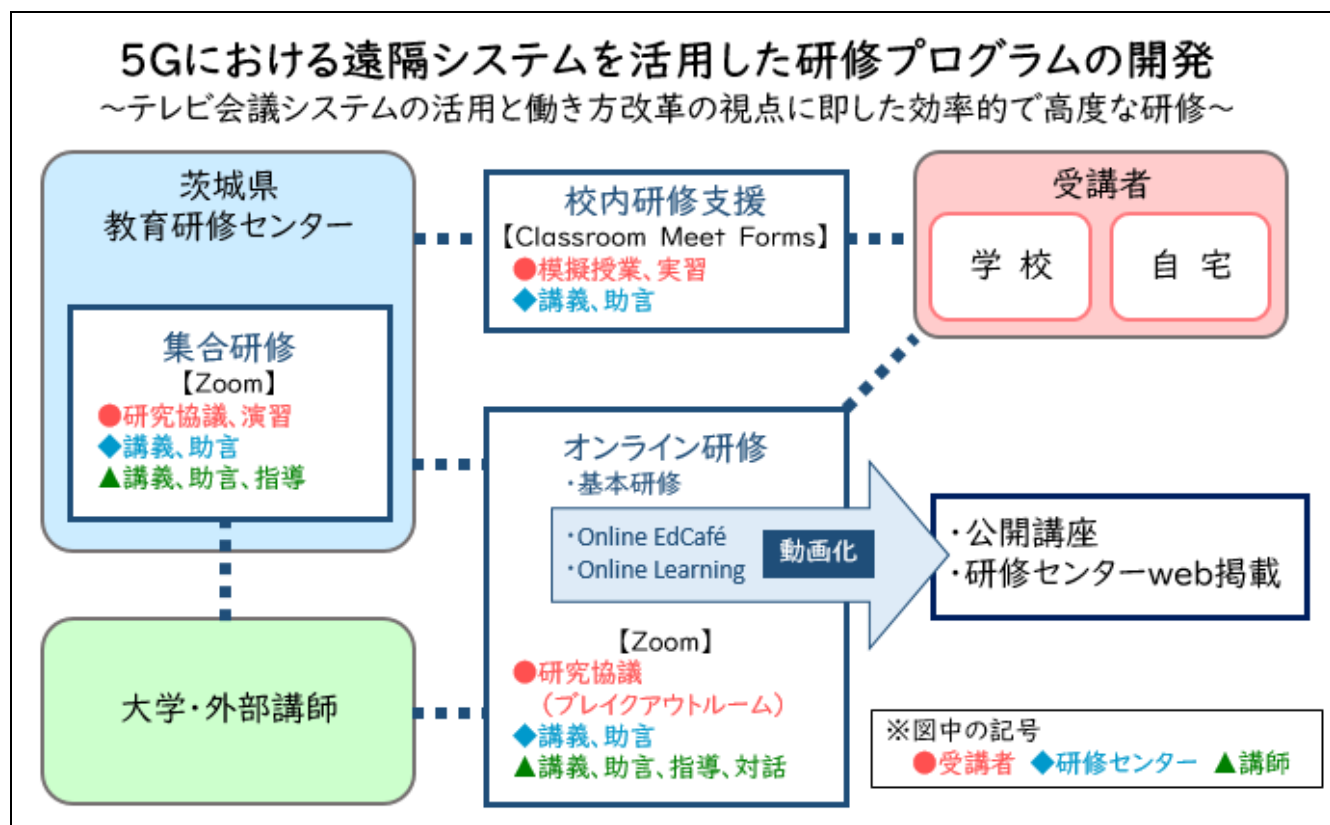 5Gにおける遠隔システムを活用した研修プログラムの開発
～テレビ会議システムの活用と働き方改革の視点に即した効率的で高度な研修～
茨城県
教育研修センター
集合研修
【Zoom】
●研究協議、演習
◆講義、助言
▲講義、助言、指導
大学・外部講師
校内研修支援
【Classroom Meet Forms】
●模擬授業、実習
◆講義、助言
オンライン研修
・基本研修
・Online EdCafé
・Online Learning
動画化
【Zoom】
●研究協議
（ブレイクアウトルーム）
◆講義、助言
▲講義、助言、指導、対話
受講者
学 校
自 宅
・公開講座
・研修センターweb掲載
※図中の記号
●受講者 ◆研修センター ▲講師